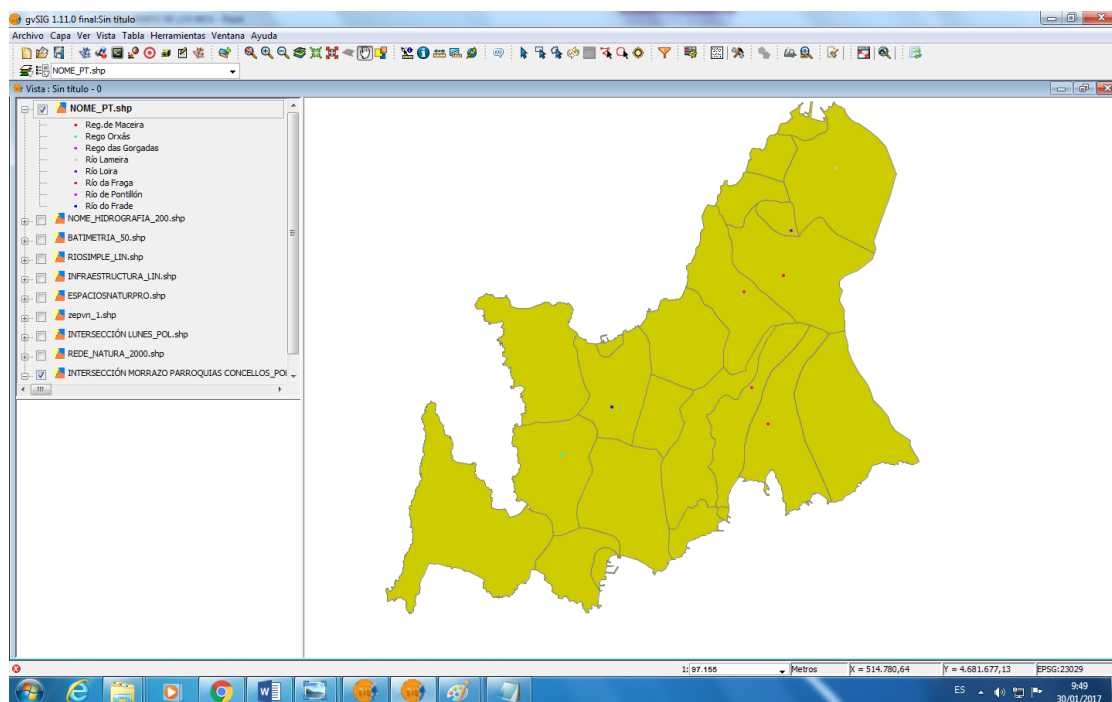 gvSIG 1.11.0 final:Sin título
Archivo Capa Ver Vista Tabla Herramientas Ventana Ayuda
NOME_PT.shp
Vista : Sin título - 0
NOME_PT.shp
Reg.de Maceira
Rego Orxás
Rego das Gorgadas
Río Lameira
Río Loira
Río da Fraga
Río de Pontillón
Río do Frade
NOME_HIDROGRAFIA_200.shp
BATIMETRIA_50.shp
RIOSIMPLE_LIN.shp
INFRAESTRUCTURA_LIN.shp
ESPACIOSNATURPRO.shp
zepvn_1.shp
INTERSECCIÓN LUNES_POL.shp
REDE_NATURA_2000.shp
INTERSECCIÓN MORRAZO PARROQUIAS CONCELLOS_POL
1: 97.155 Metros X = 514.780,64 Y = 4.681.677,13 EPSG:23029
ES 9:49
30/01/2017